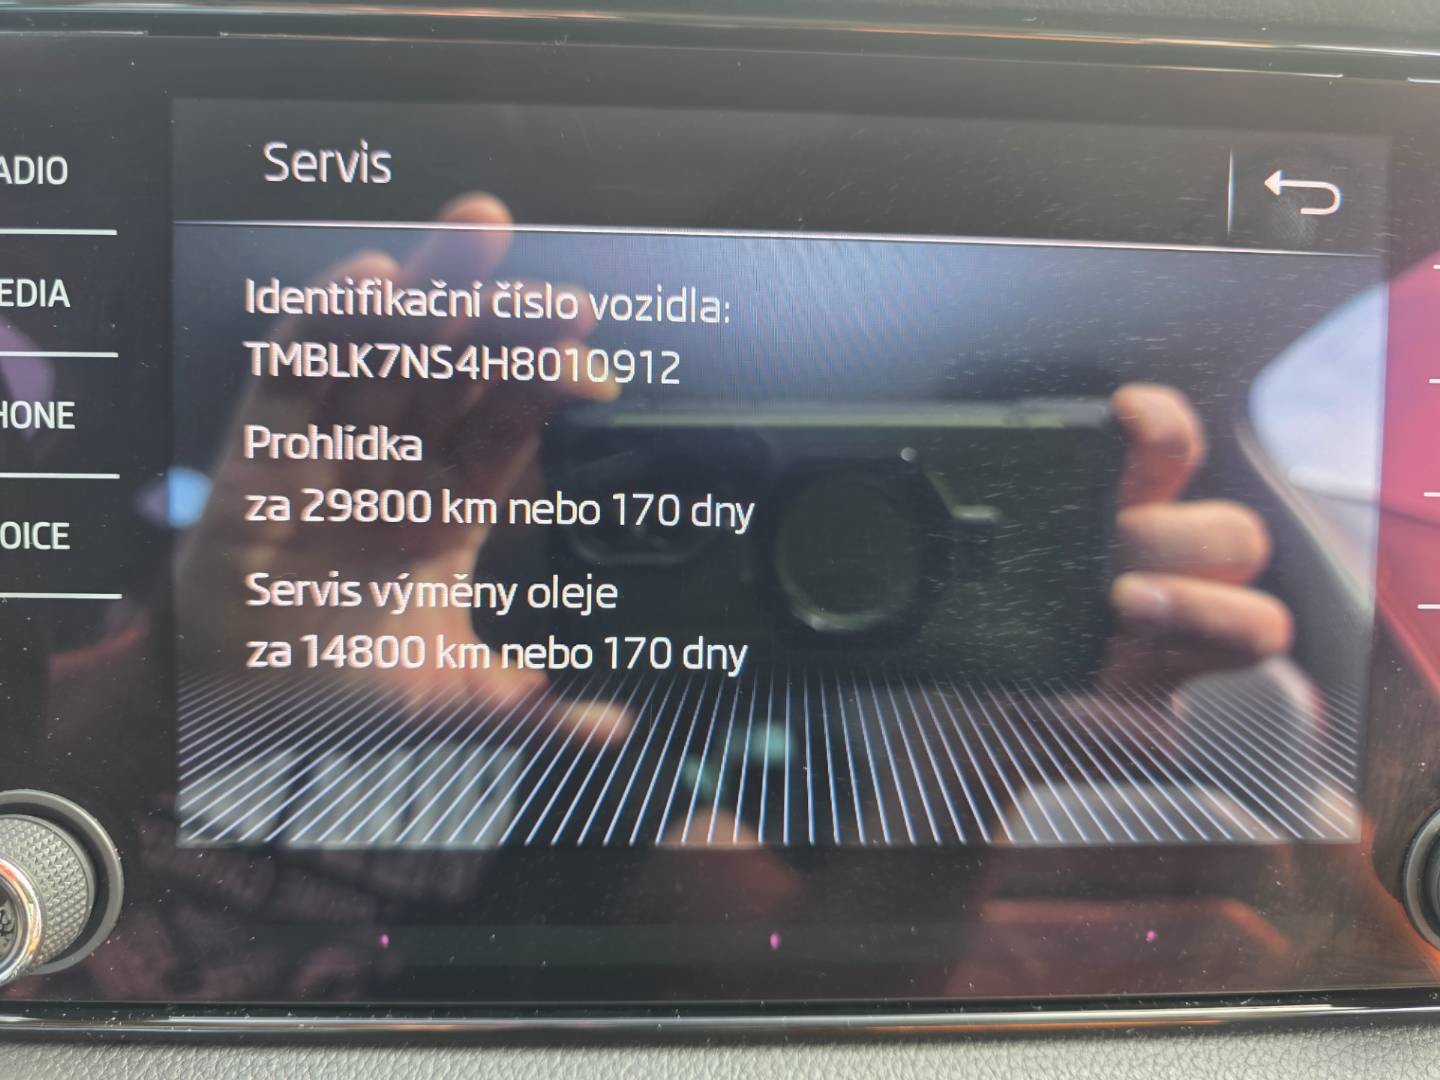 Servis
ADIO
EDIA
HONE
OICE
Identifikační číslo vozidla:
TMBLK7NS4H8010912
Prohlídka
za 29800 km nebo 170 dny
Servis výměny oleje
za 14800 km nebo 170 dny